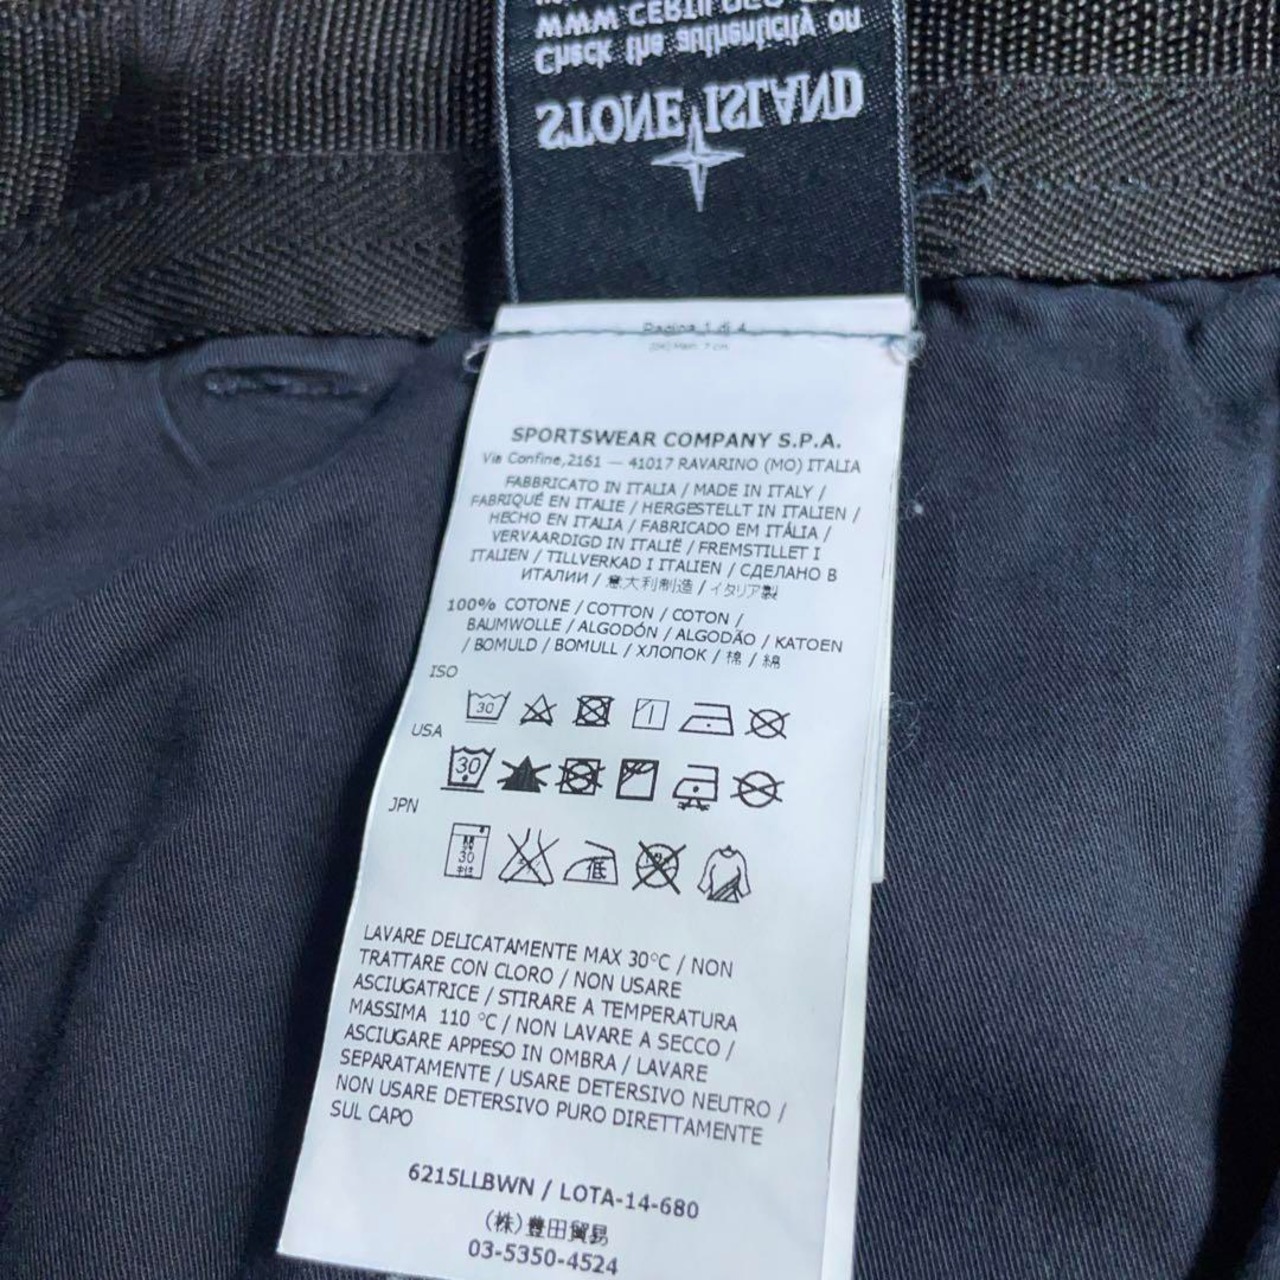 WWW.CERTILOGO
Check the authenticity on
STONE ISLAND
Pagina 1 di 4
SPORTSWEAR COMPANY S.P.A.
Via Confine,2161 — 41017 RAVARINO (MO) ITALIA
FABBRICATO IN ITALIA / MADE IN ITALY /
FABRIQUÉ EN ITALIE / HERGESTELLT IN ITALIEN /
HECHO EN ITALIA / FABRICADO EM ITÁLIA /
VERVAARDIGD IN ITALIË / FREMSTILLET I
ITALIEN / TILLVERKAD I ITALIEN / СДЕЛАНО В
ИТАЛИИ / 意大利制造 / イタリア製
100% COTONE / COTTON / COTON /
BAUMWOLLE / ALGODÓN / ALGODÃO / KATOEN
/ BOMULD / BOMULL / ХЛОПОК / 棉 / 綿
ISO
30
USA
30
JPN
30
低
LAVARE DELICATAMENTE MAX 30°C / NON
TRATTARE CON CLORO / NON USARE
ASCIUGATRICE / STIRARE A TEMPERATURA
MASSIMA 110 °C / NON LAVARE A SECCO /
ASCIUGARE APPESO IN OMBRA / LAVARE
SEPARATAMENTE / USARE DETERSIVO NEUTRO /
NON USARE DETERSIVO PURO DIRETTAMENTE
SUL CAPO
6215LLBWN / LOTA-14-680
(株)豊田貿易
03-5350-4524